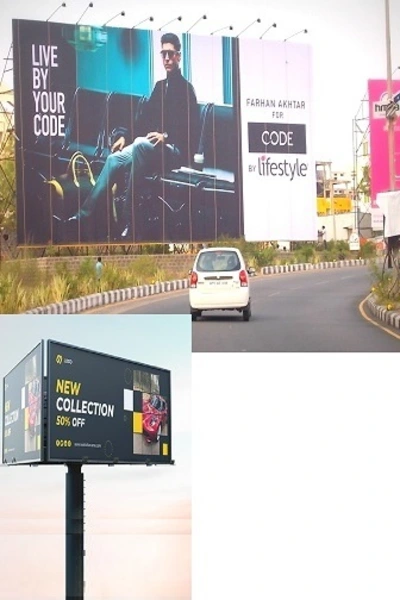 LIVE
BY
YOUR
CODE
FARHAN AKHTAR
FOR
CODE
BY lifestyle
NEW
COLLECTION
50% OFF